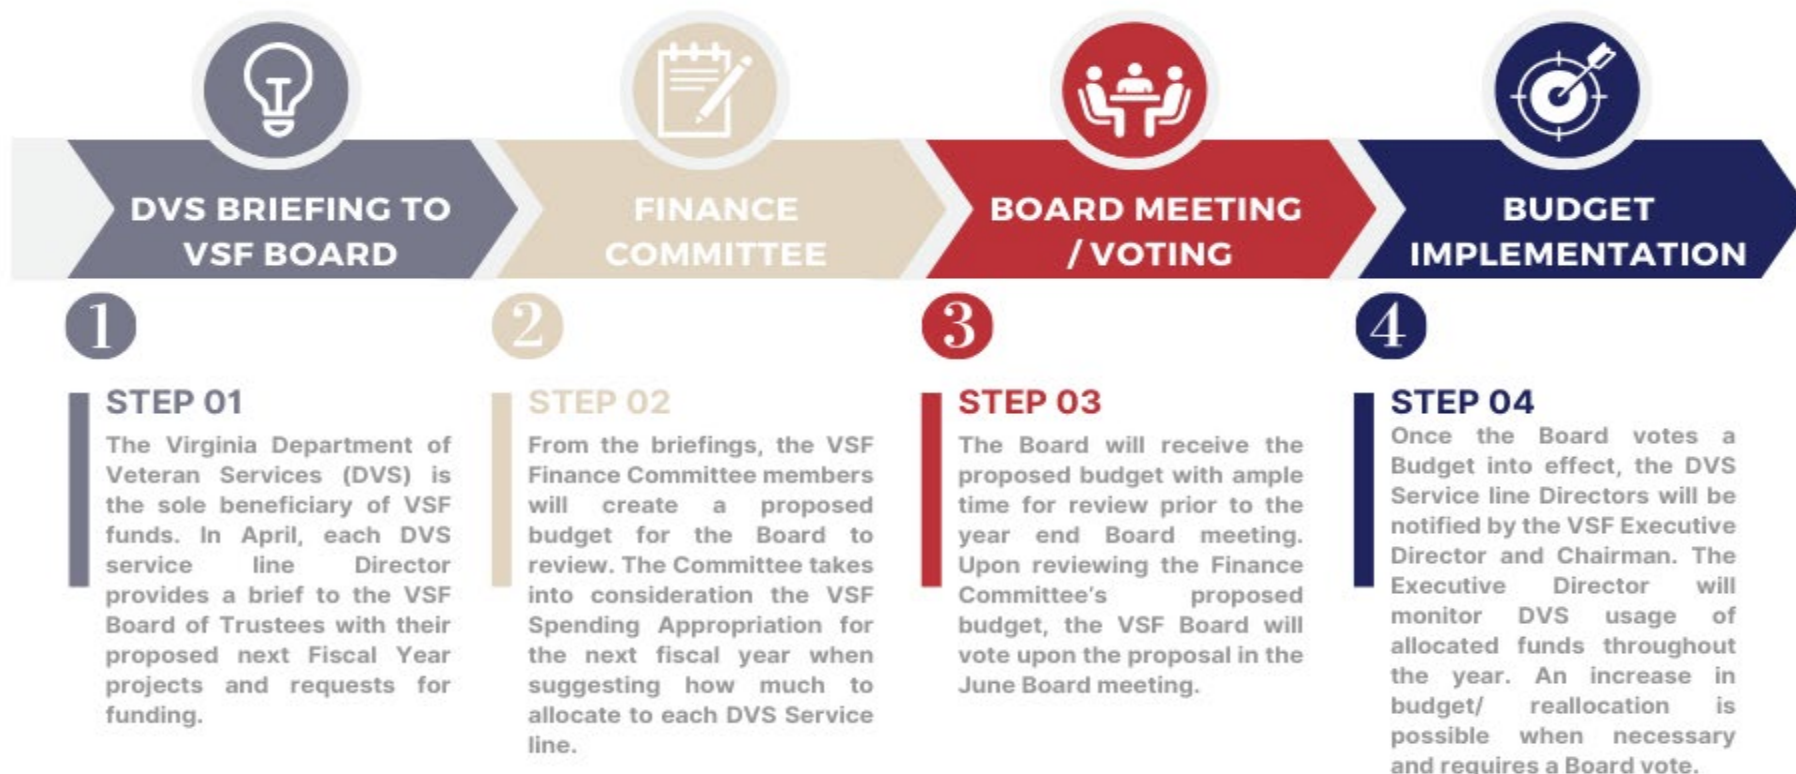 DVS BRIEFING TO
VSF BOARD
FINANCE
COMMITTEE
BOARD MEETING
/ VOTING
BUDGET
IMPLEMENTATION
1
2
3
4
STEP 01
The Virginia Department of
Veteran Services (DVS) is
the sole beneficiary of VSF
funds. In April, each DVS
service line Director
provides a brief to the VSF
Board of Trustees with their
proposed next Fiscal Year
projects and requests for
funding.
STEP 02
From the briefings, the VSF
Finance Committee members
will create a proposed
budget for the Board to
review. The Committee takes
into consideration the VSF
Spending Appropriation for
the next fiscal year when
suggesting how much to
allocate to each DVS Service
line.
STEP 03
The Board will receive the
proposed budget with ample
time for review prior to the
year end Board meeting.
Upon reviewing the Finance
Committee's proposed
budget, the VSF Board will
vote upon the proposal in the
June Board meeting.
STEP 04
Once the Board votes a
Budget into effect, the DVS
Service line Directors will be
notified by the VSF Executive
Director and Chairman. The
Executive Director will
monitor DVS usage of
allocated funds throughout
the year. An increase in
budget/ reallocation is
possible when necessary
and requires a Board vote.